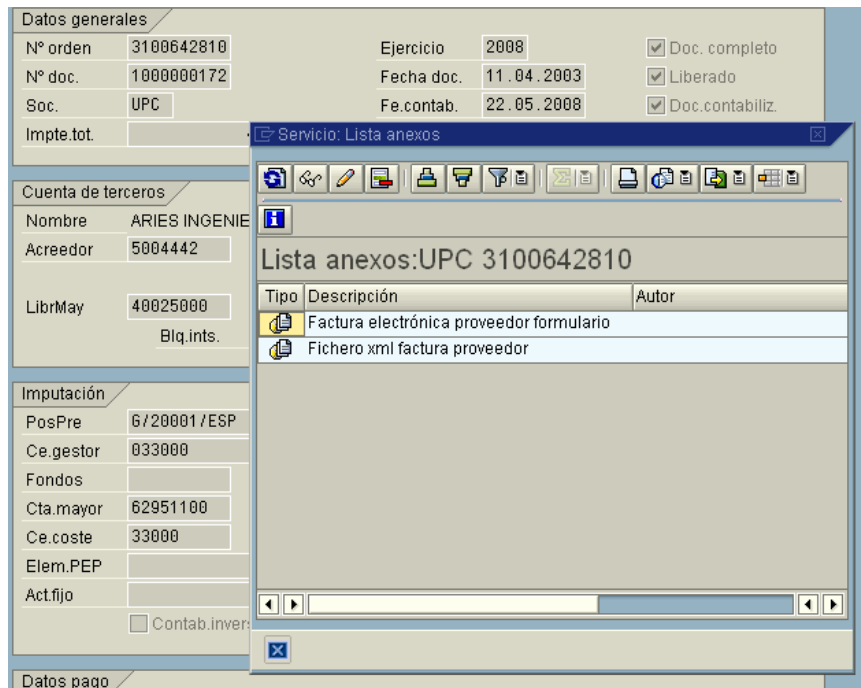 Datos generales
Nº orden 3100642810 Ejercicio 2008 Doc. completo
Nº doc. 1000000172 Fecha doc. 11.04.2003 Liberado
Soc. UPC Fe.contab. 22.05.2008 Doc.contabiliz.
Impte.tot.
Servicio: Lista anexos
Cuenta de terceros
Nombre ARIES INGENIE
Acreedor 5004442
Lista anexos:UPC 3100642810
Tipo Descripción Autor
LibrMay 40025000
Factura electrónica proveedor formulario
Blq.ints.
Fichero xml factura proveedor
Imputación
PosPre G/20001/ESP
Ce.gestor 033000
Fondos
Cta.mayor 62951100
Ce.coste 33000
Elem.PEP
Act.fijo
Contab.invers
Datos pago